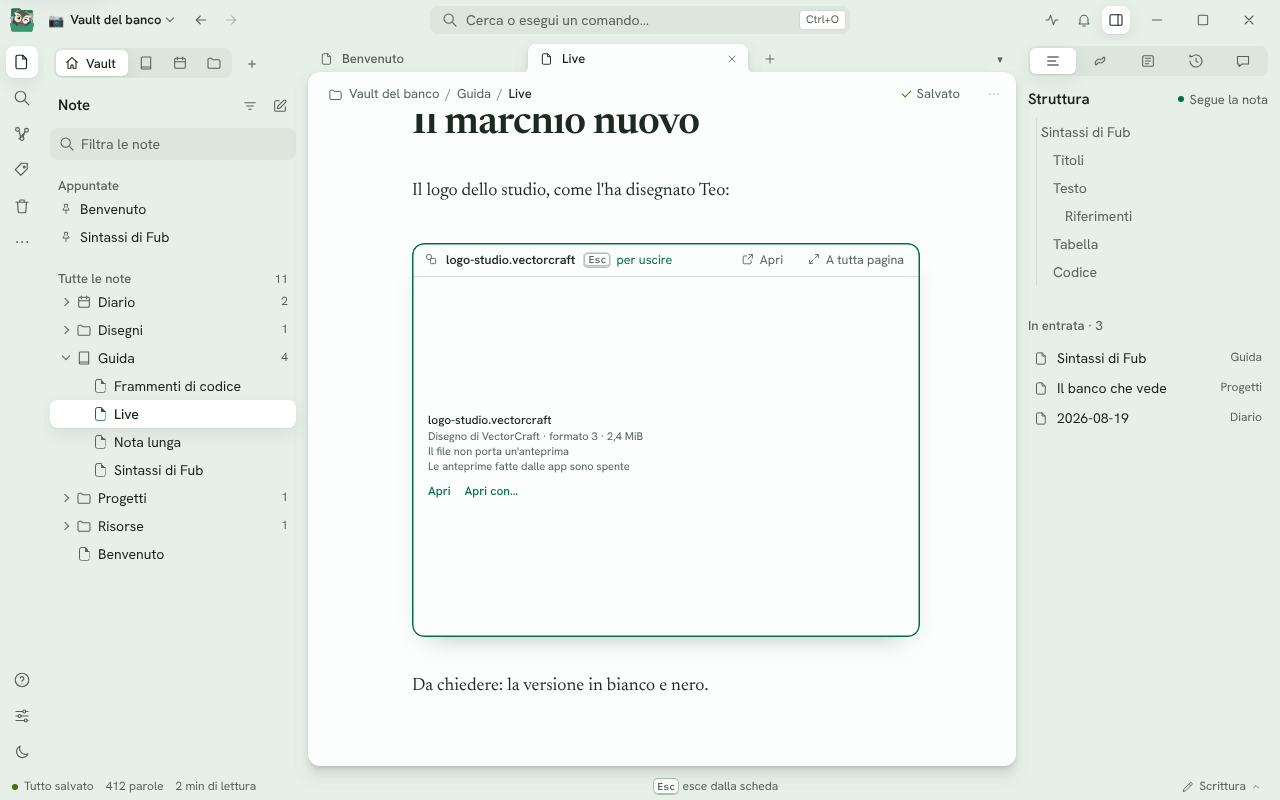 Vault del banco
Cerca o esegui un comando...
Ctrl+O
Vault
Note
Filtra le note
Appuntate
Benvenuto
Sintassi di Fub
Tutte le note 11
Diario 2
Disegni 1
Guida 4
Frammenti di codice
Live
Nota lunga
Sintassi di Fub
Progetti 1
Risorse 1
Benvenuto
Benvenuto
Live
Vault del banco / Guida / Live
Salvato
Il marchio nuovo
Il logo dello studio, come l'ha disegnato Teo:
logo-studio.vectorcraft Esc per uscire Apri A tutta pagina
logo-studio.vectorcraft
Disegno di VectorCraft · formato 3 · 2,4 MiB
Il file non porta un'anteprima
Le anteprime fatte dalle app sono spente
Apri Apri con...
Da chiedere: la versione in bianco e nero.
Struttura Segue la nota
Sintassi di Fub
Titoli
Testo
Riferimenti
Tabella
Codice
In entrata · 3
Sintassi di Fub Guida
Il banco che vede Progetti
2026-08-19 Diario
Tutto salvato 412 parole 2 min di lettura
Esc esce dalla scheda
Scrittura